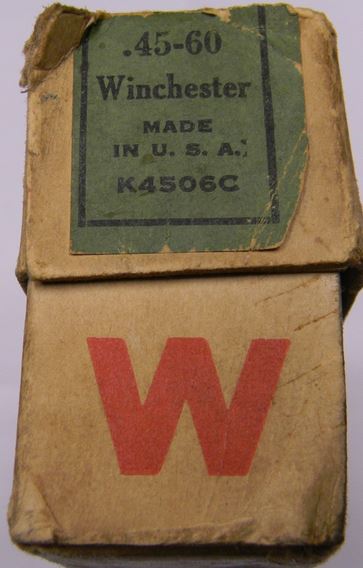 .45-60
Winchester
MADE
IN U. S. A.
K4506C
W